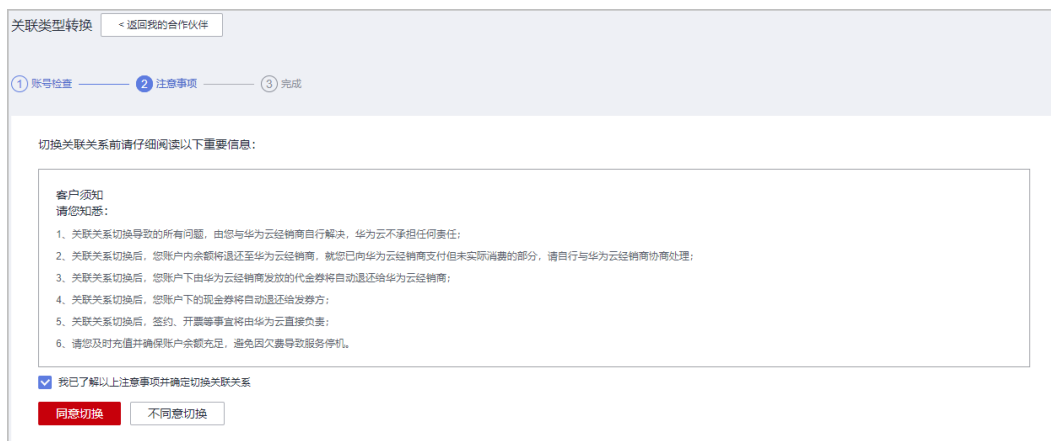 关联类型转换 < 返回我的合作伙伴
1 账号检查 2 注意事项 3 完成
切换关联关系前请仔细阅读以下重要信息：
客户须知
请您知悉：
1、关联关系切换导致的所有问题，由您与华为云经销商自行解决，华为云不承担任何责任；
2、关联关系切换后，您账户内余额将退还至华为云经销商，就您已向华为云经销商支付但未实际消费的部分，请自行与华为云经销商协商处理；
3、关联关系切换后，您账户下由华为云经销商发放的代金券将自动退还给华为云经销商；
4、关联关系切换后，您账户下的现金券将自动退还给发券方；
5、关联关系切换后，签约、开票等事宜将由华为云直接负责；
6、请您及时充值并确保账户余额充足，避免因欠费导致服务停机。
我已了解以上注意事项并确定切换关联关系
同意切换 不同意切换